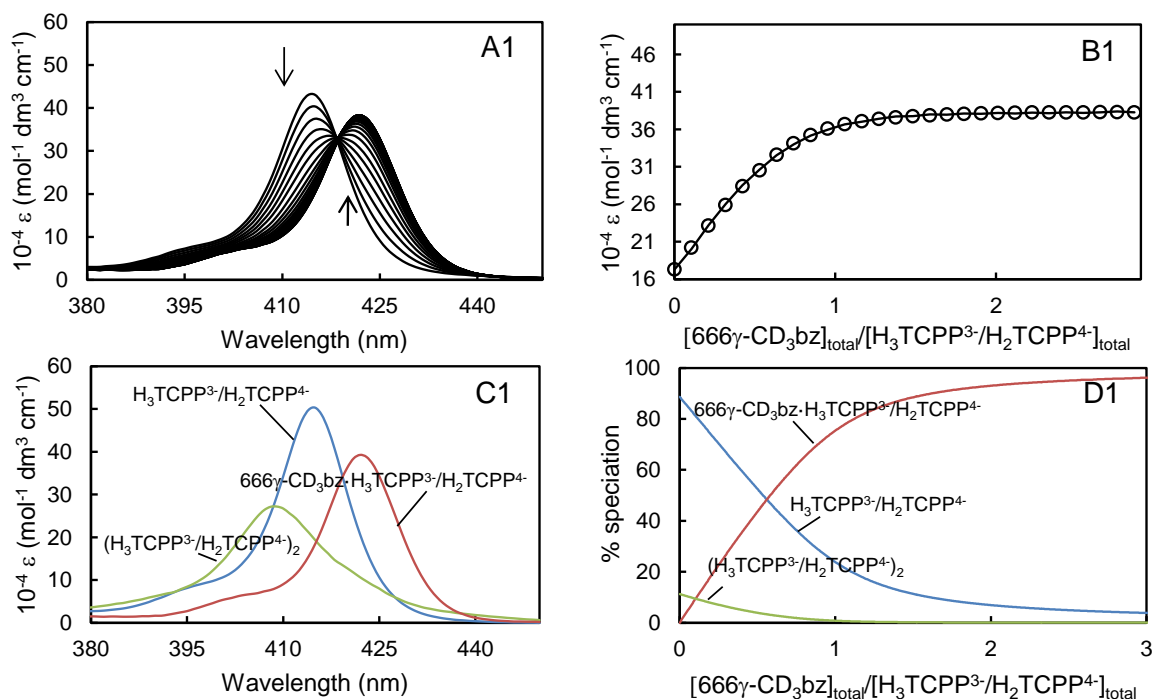 A1
10⁻⁴ ε (mol⁻¹ dm³ cm⁻¹)
60
50
40
30
20
10
0
380 395 410 425 440
Wavelength (nm)
B1
10⁻⁴ ε (mol⁻¹ dm³ cm⁻¹)
51
46
41
36
31
26
21
16
0 1 2
[666γ-CD₃bz]total/[H₃TCPP³⁻/H₂TCPP⁴⁻]total
C1
10⁻⁴ ε (mol⁻¹ dm³ cm⁻¹)
60
50
40
30
20
10
0
H₃TCPP³⁻/H₂TCPP⁴⁻
666γ-CD₃bz·H₃TCPP³⁻/H₂TCPP⁴⁻
(H₃TCPP³⁻/H₂TCPP⁴⁻)₂
380 395 410 425 440
Wavelength (nm)
D1
% speciation
100
80
60
40
20
0
666γ-CD₃bz·H₃TCPP³⁻/H₂TCPP⁴⁻
H₃TCPP³⁻/H₂TCPP⁴⁻
(H₃TCPP³⁻/H₂TCPP⁴⁻)₂
0 1 2 3
[666γ-CD₃bz]total/[H₃TCPP³⁻/H₂TCPP⁴⁻]total